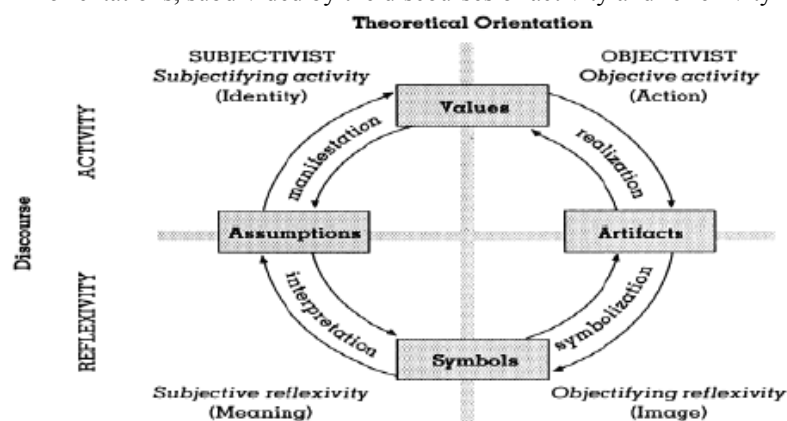 Theoretical Orientation
SUBJECTIVIST
Subjectifying activity
(Identity)
OBJECTIVIST
Objective activity
(Action)
Values
manifestation
realization
ACTIVITY
Discourse
Assumptions
Artifacts
interpretation
symbolization
REFLEXIVITY
Symbols
Subjective reflexivity
(Meaning)
Objectifying reflexivity
(Image)